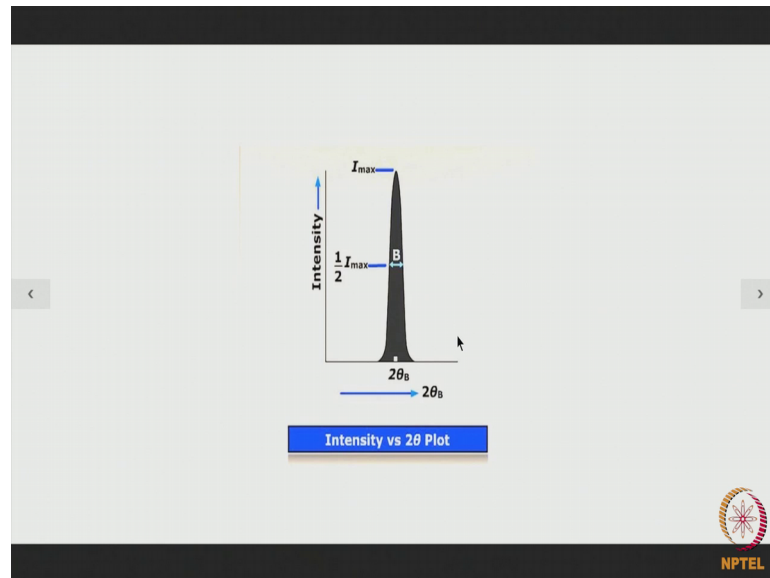 Imax
Intensity
B
1/2 Imax
2θB
2θB
Intensity vs 2θ Plot
NPTEL